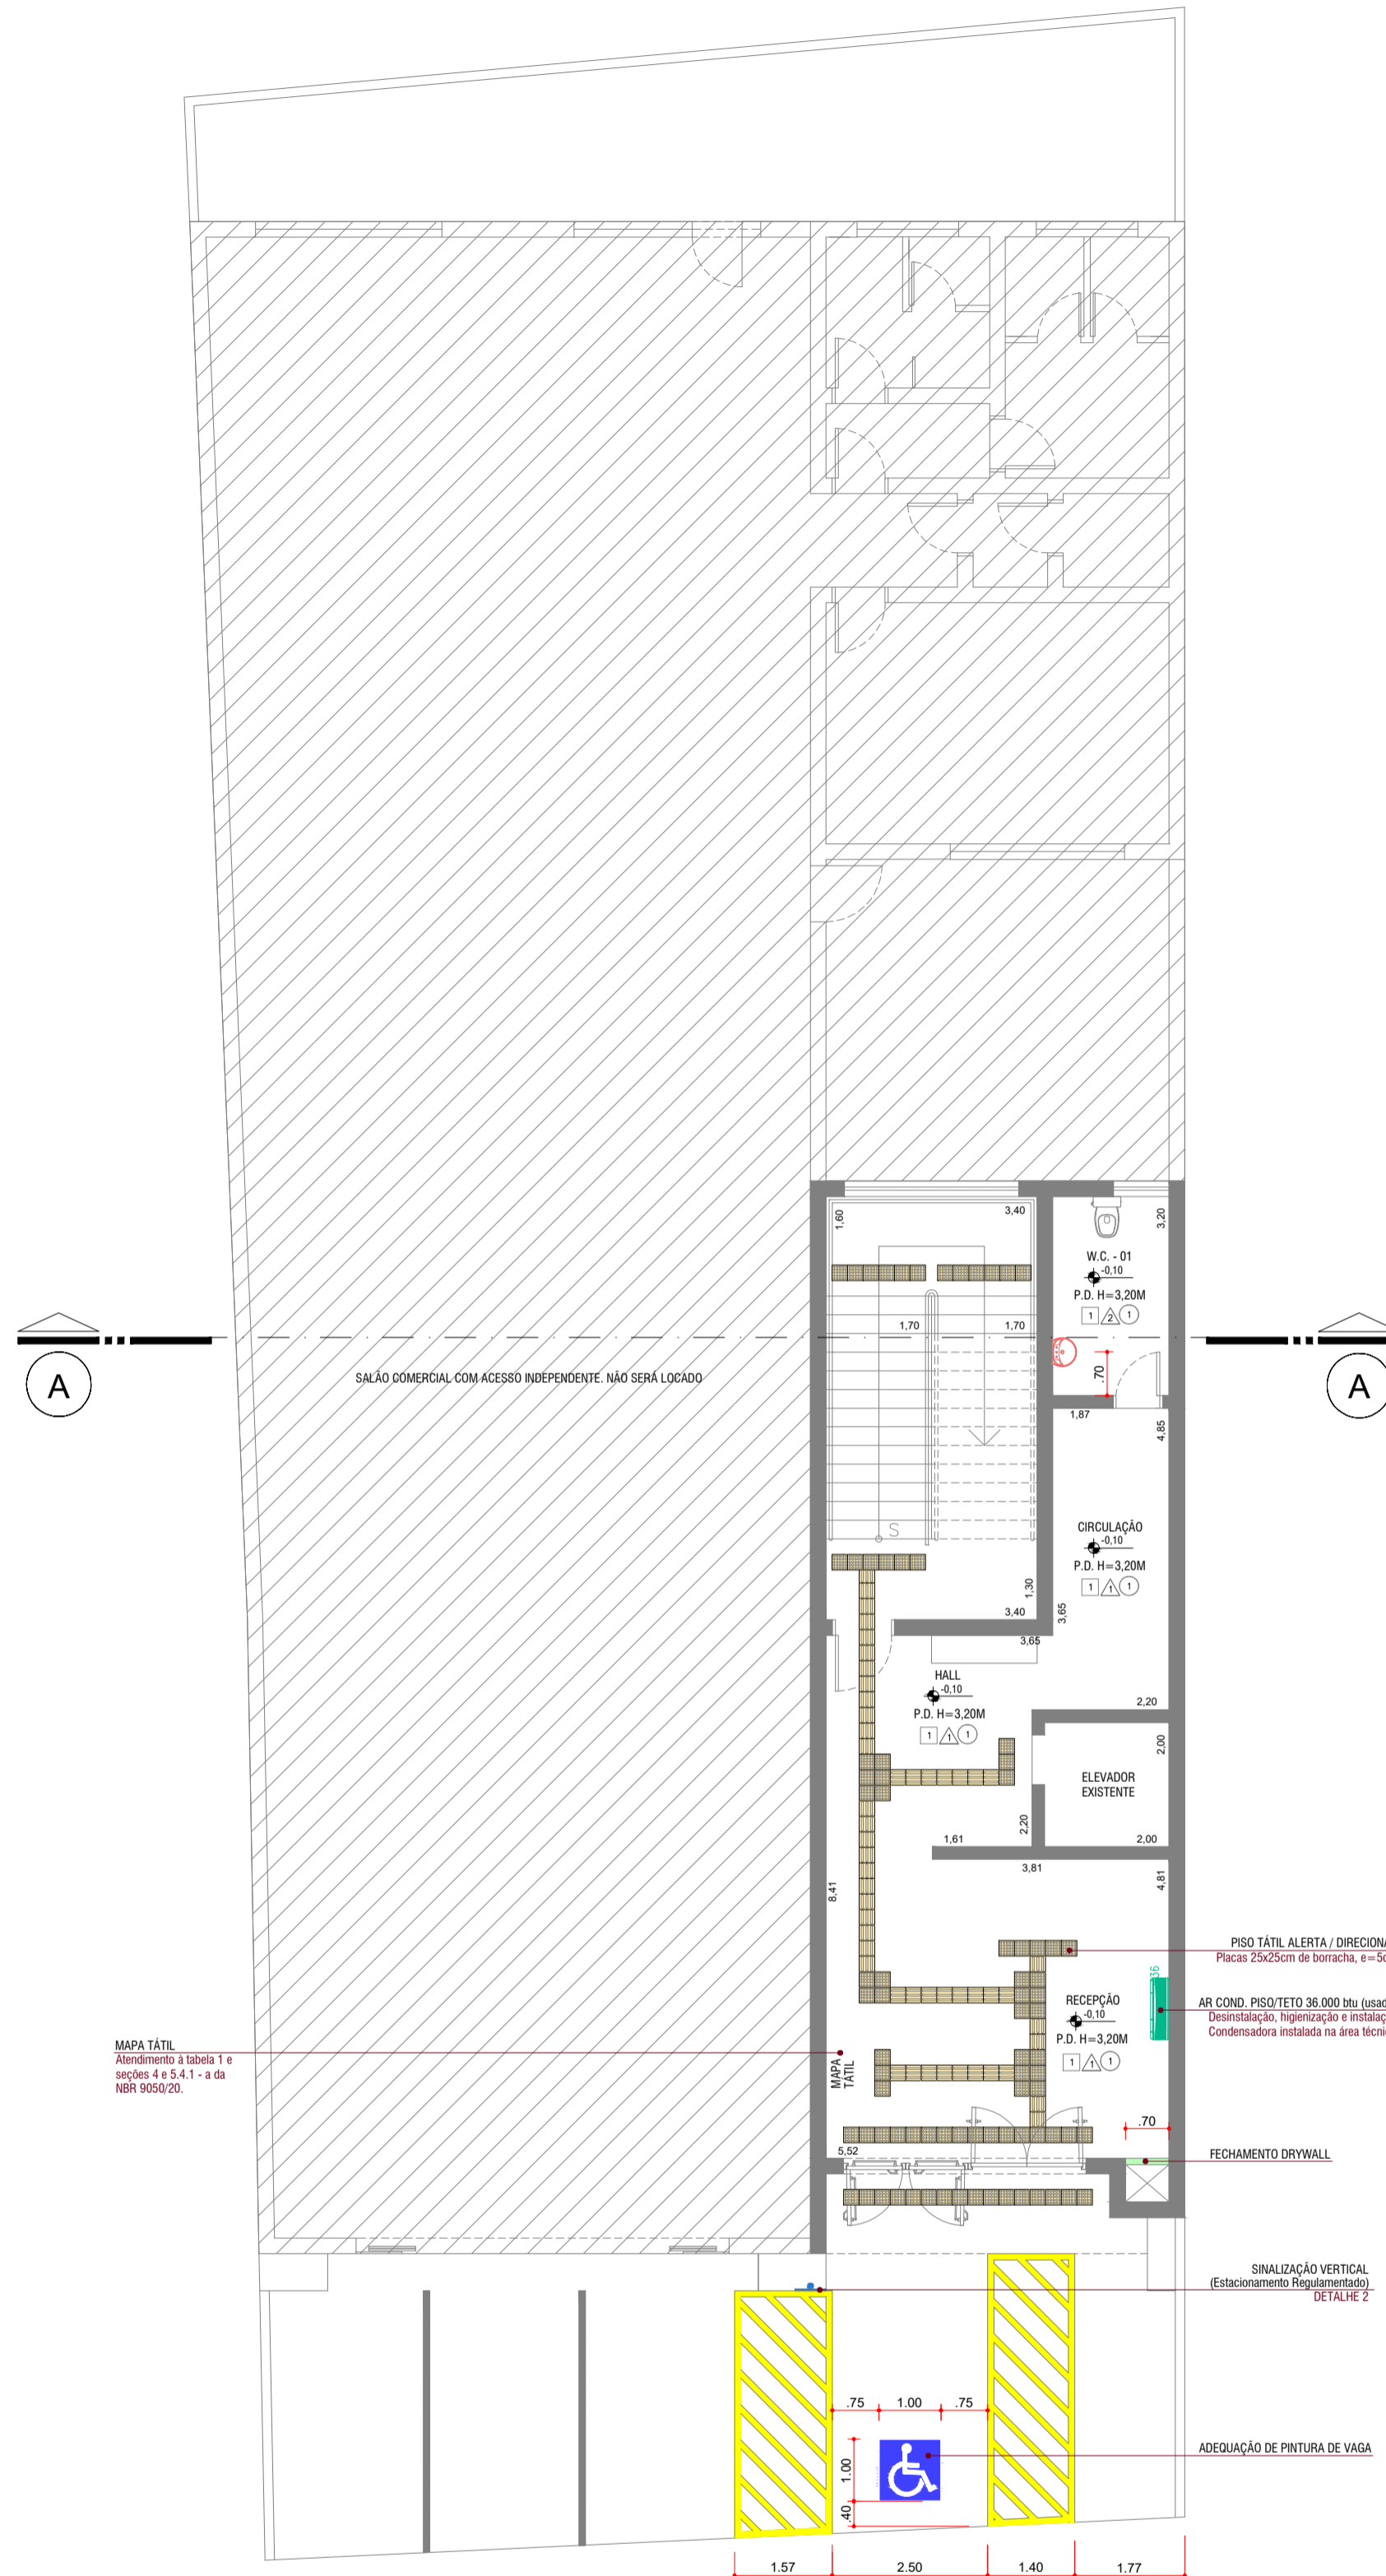 1,60
3,40
3,20
W.C. - 01
-0,10
P.D. H=3,20M
1 2 1
1,70
1,70
.70
A
A
SALÃO COMERCIAL COM ACESSO INDEPENDENTE. NÃO SERÁ LOCADO
1,87
4,85
S
CIRCULAÇÃO
-0,10
P.D. H=3,20M
1 1 1
1,30
3,40
3,65
3,65
HALL
-0,10
P.D. H=3,20M
1 1 1
2,20
2,00
ELEVADOR
EXISTENTE
2,20
1,61
2,00
3,81
8,41
4,81
PISO TÁTIL ALERTA / DIRECIONA
Placas 25x25cm de borracha, e=5
36
RECEPÇÃO
-0,10
P.D. H=3,20M
1 1 1
AR COND. PISO/TETO 36.000 btu (usad
Desinstalação, higienização e instalaç
Condensadora instalada na área técni
MAPA TÁTIL
Atendimento à tabela 1 e
seções 4 e 5.4.1 - a da
NBR 9050/20.
MAPA
TÁTIL
.70
5,52
FECHAMENTO DRYWALL
SINALIZAÇÃO VERTICAL
(Estacionamento Regulamentado)
DETALHE 2
.75
1.00
.75
ADEQUAÇÃO DE PINTURA DE VAGA
1.00
.40
1.57
2.50
1.40
1.77